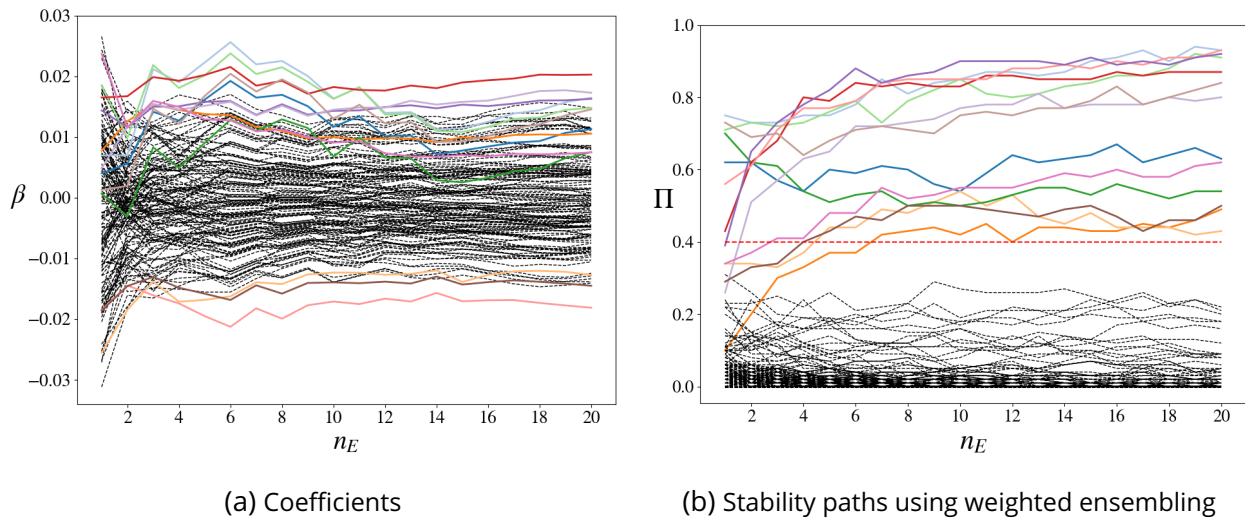 0.03
0.02
0.01
0.00
−0.01
−0.02
−0.03
β
2 4 6 8 10 12 14 16 18 20
n_E
1.0
0.8
0.6
0.4
0.2
0.0
Π
2 4 6 8 10 12 14 16 18 20
n_E
(a) Coefficients
(b) Stability paths using weighted ensembling